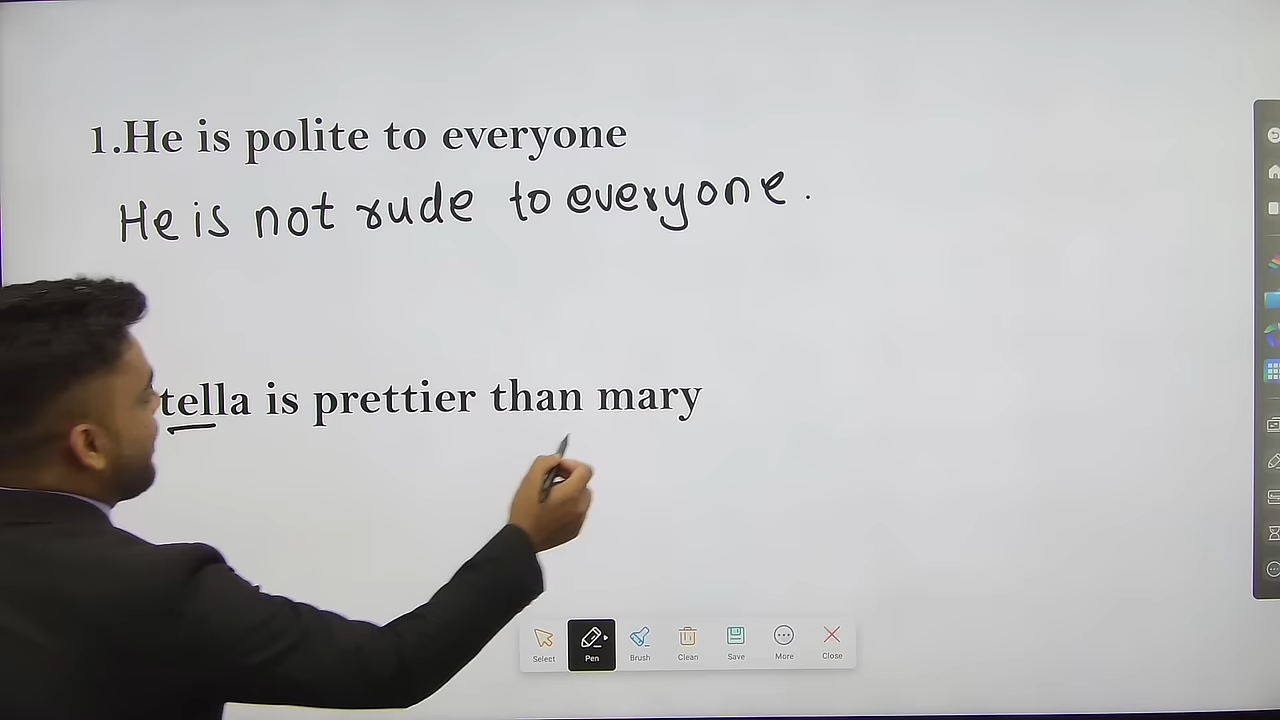 1.He is polite to everyone
He is not rude to everyone.
tella is prettier than mary
Select
Pen
Brush
Clean
Save
More
Close